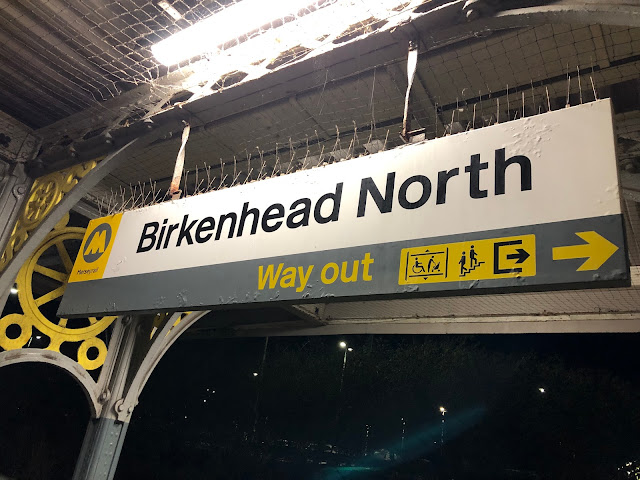 Birkenhead North
Merseyrail
Way out